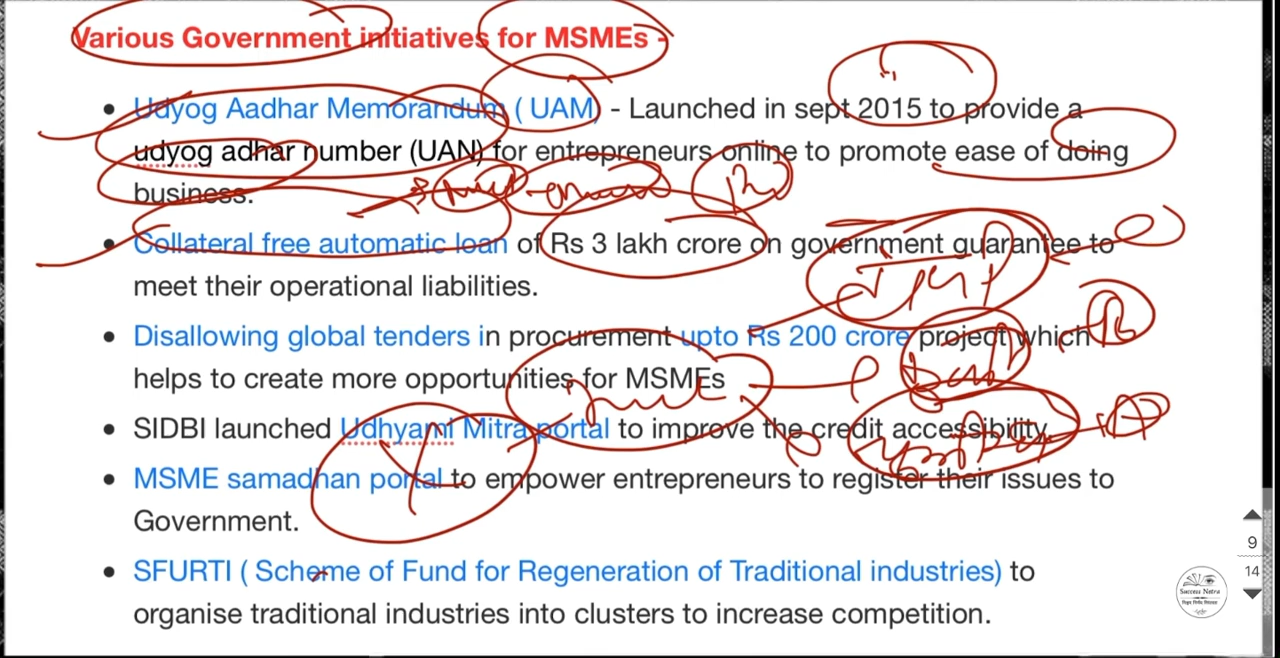 Various Government initiatives for MSMEs -
• Udyog Aadhar Memorandum ( UAM) - Launched in sept 2015 to provide a
udyog adhar number (UAN) for entrepreneurs online to promote ease of doing
business.
• Collateral free automatic loan of Rs 3 lakh crore on government guarantee to
meet their operational liabilities.
• Disallowing global tenders in procurement upto Rs 200 crore project which
helps to create more opportunities for MSMEs
• SIDBI launched Udhyami Mitra portal to improve the credit accessibility.
• MSME samadhan portal to empower entrepreneurs to register their issues to
Government.
• SFURTI ( Scheme of Fund for Regeneration of Traditional industries) to
organise traditional industries into clusters to increase competition.
9
14
Success Netra